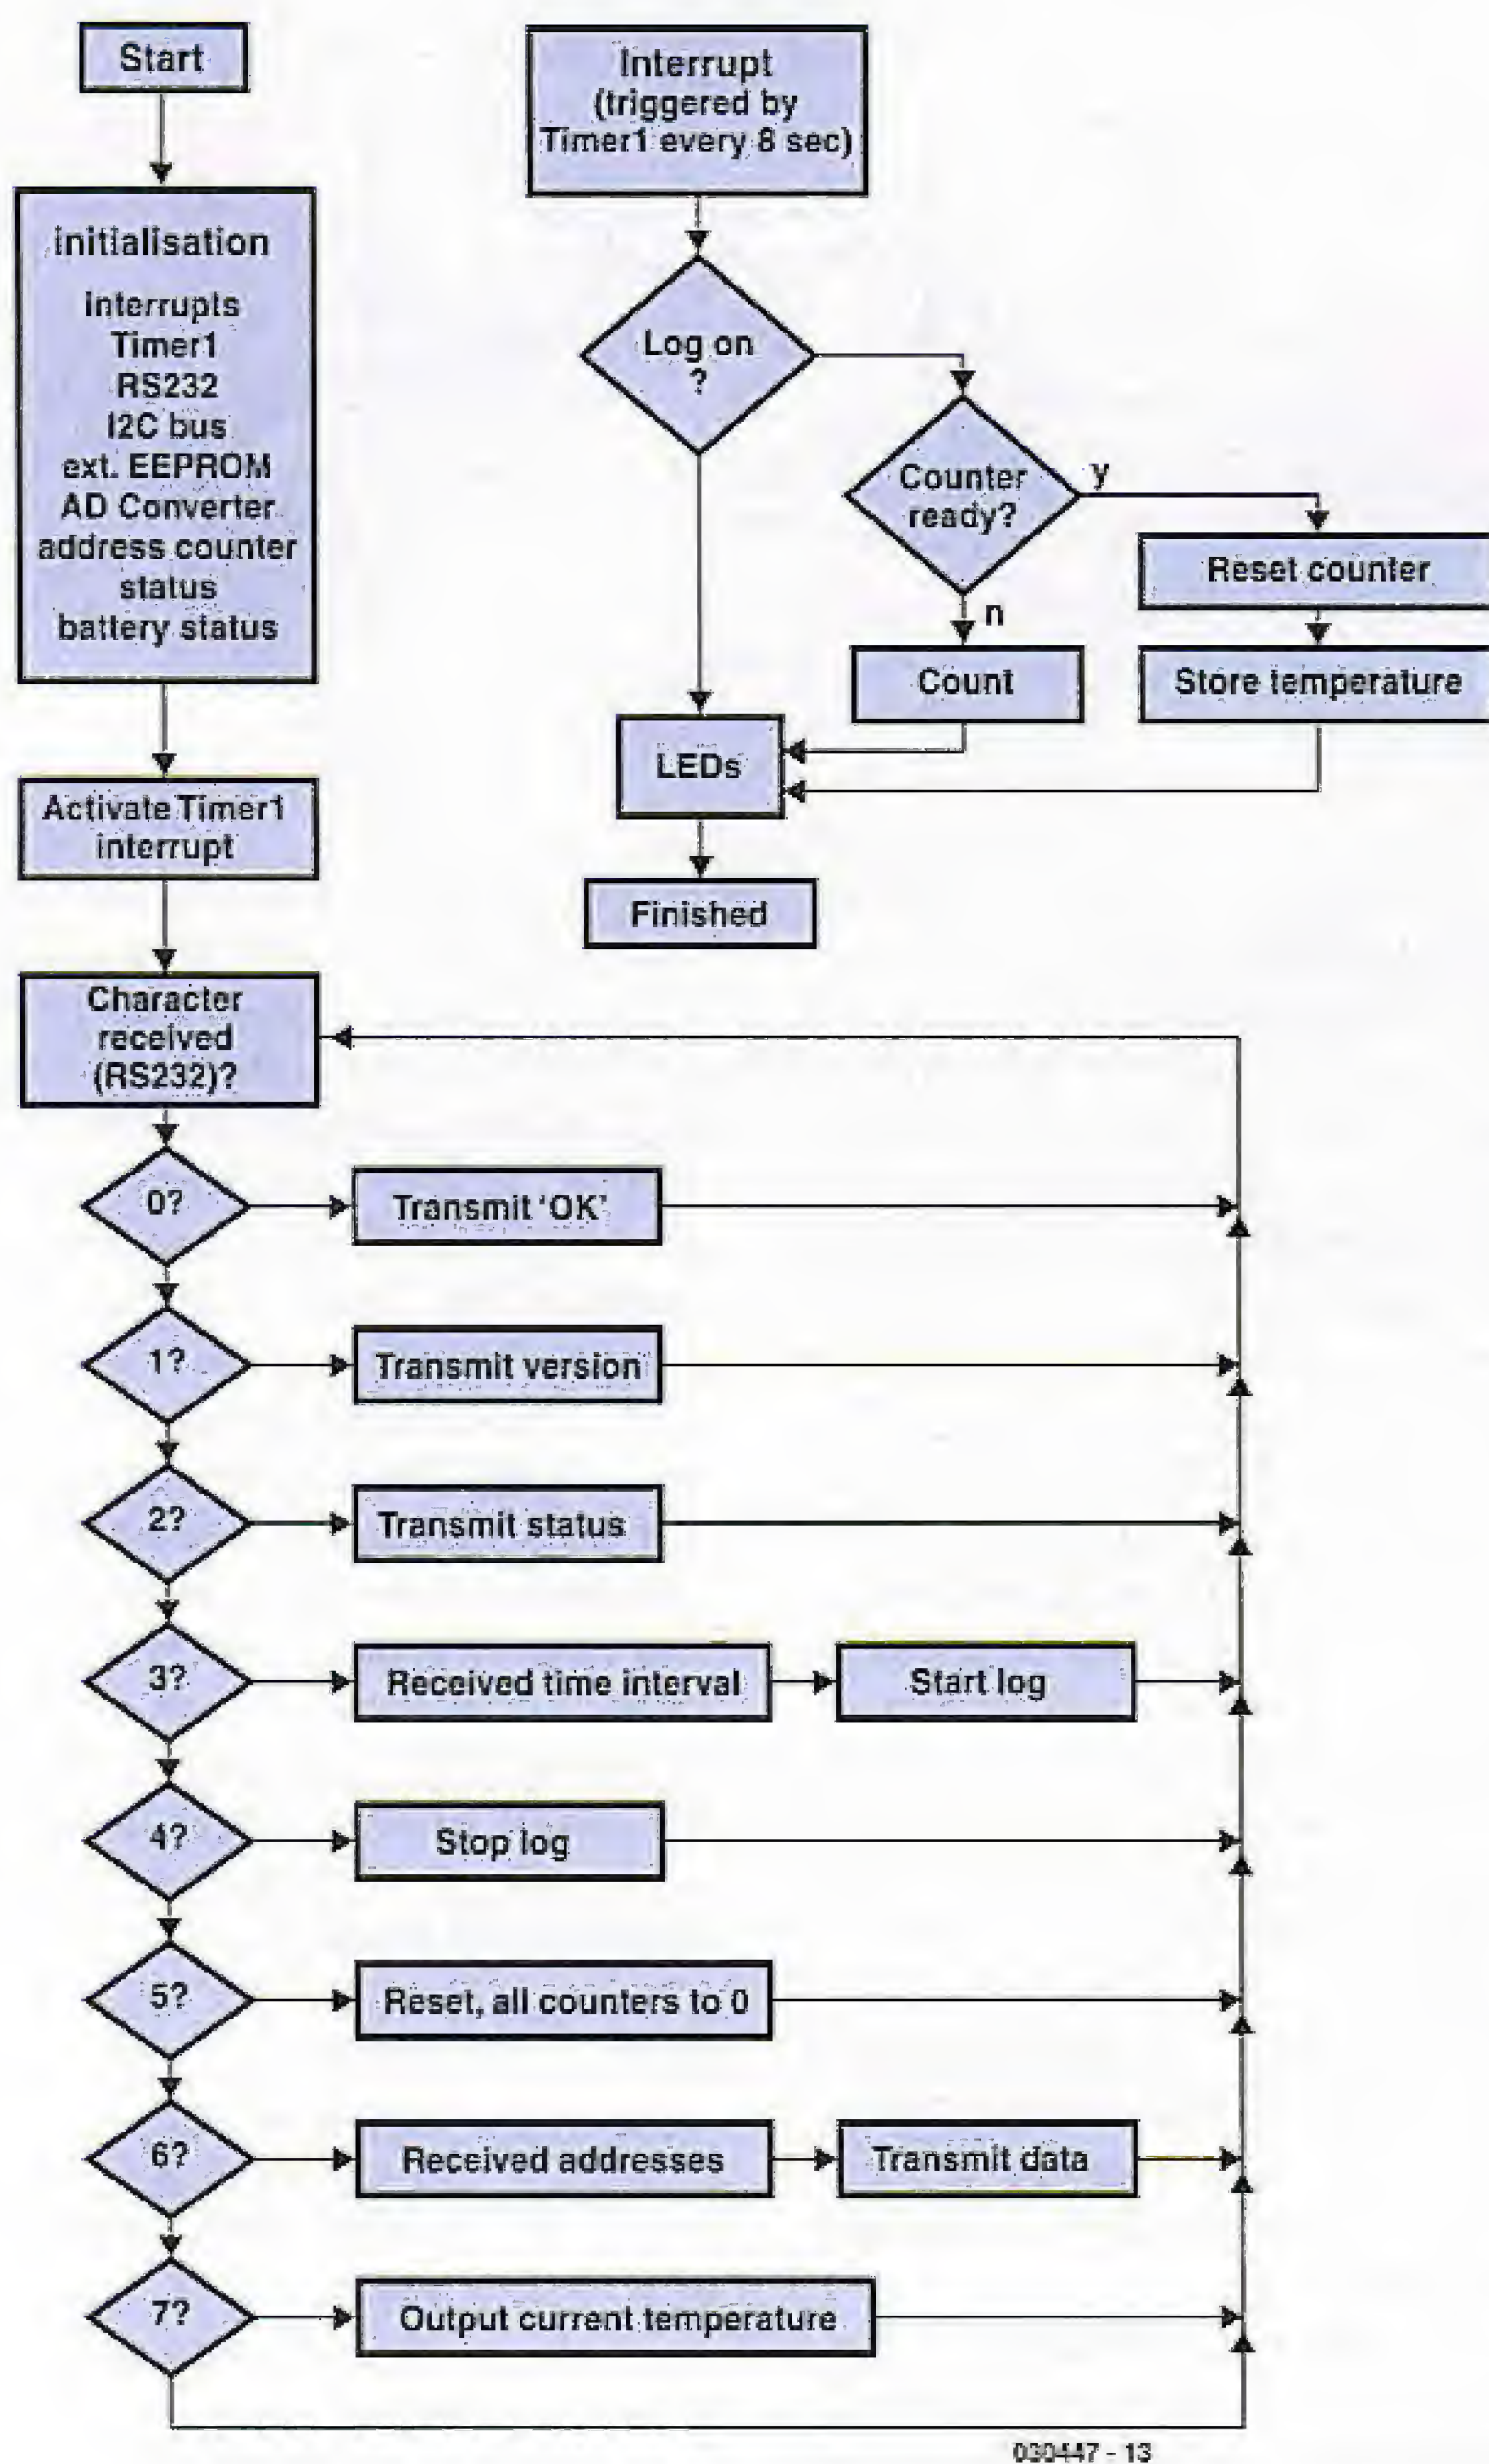 Start
Initialisation
Interrupts
Timer1
RS232
I2C bus
ext. EEPROM
AD Converter
address counter
status
battery status
Activate Timer1
interrupt
Character
received
(RS232)?
Interrupt
(triggered by
Timer1 every 8 sec)
Log on
?
Counter
ready?
y
n
Reset counter
Count
Store temperature
LEDs
Finished
0?
Transmit ‘OK’
1?
Transmit version
2?
Transmit status
3?
Received time interval
Start log
4?
Stop log
5?
Reset, all counters to 0
6?
Received addresses
Transmit data
7?
Output current temperature
030447 - 13